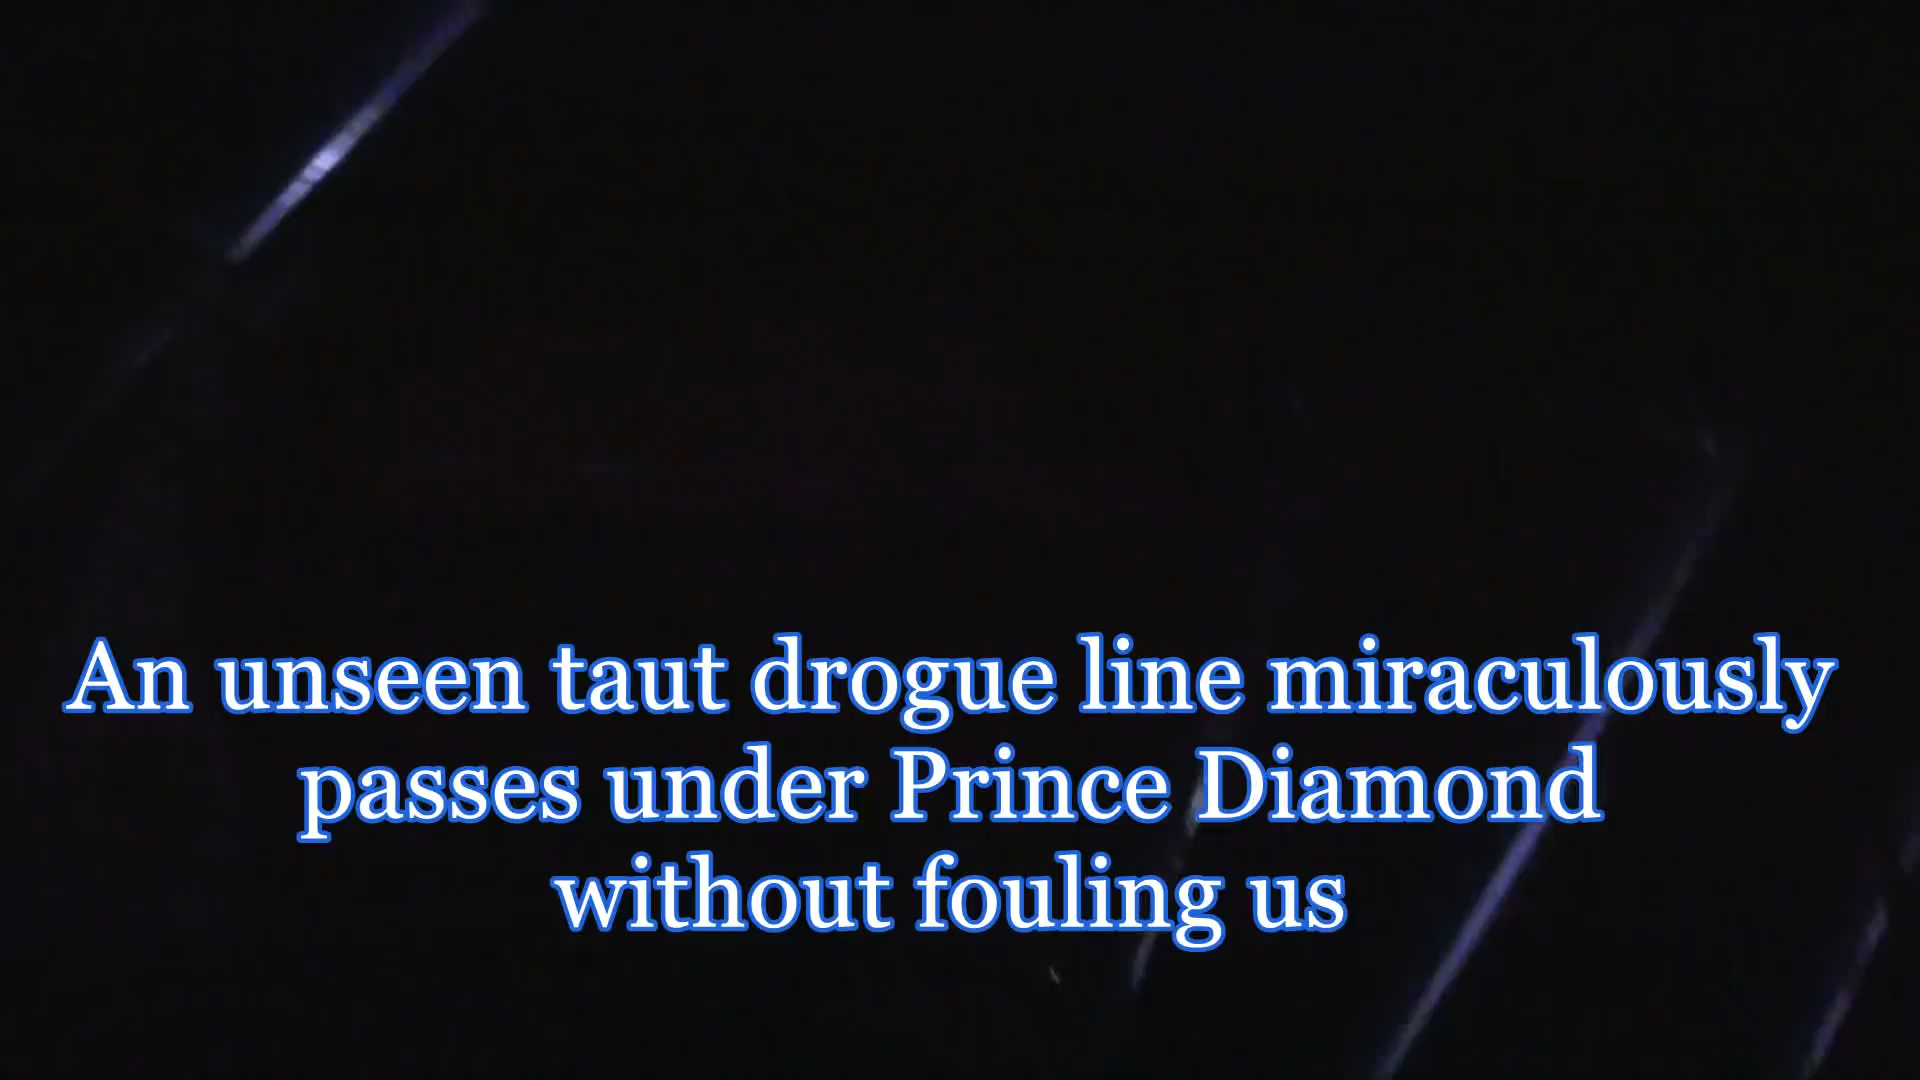 An unseen taut drogue line miraculously
passes under Prince Diamond
without fouling us